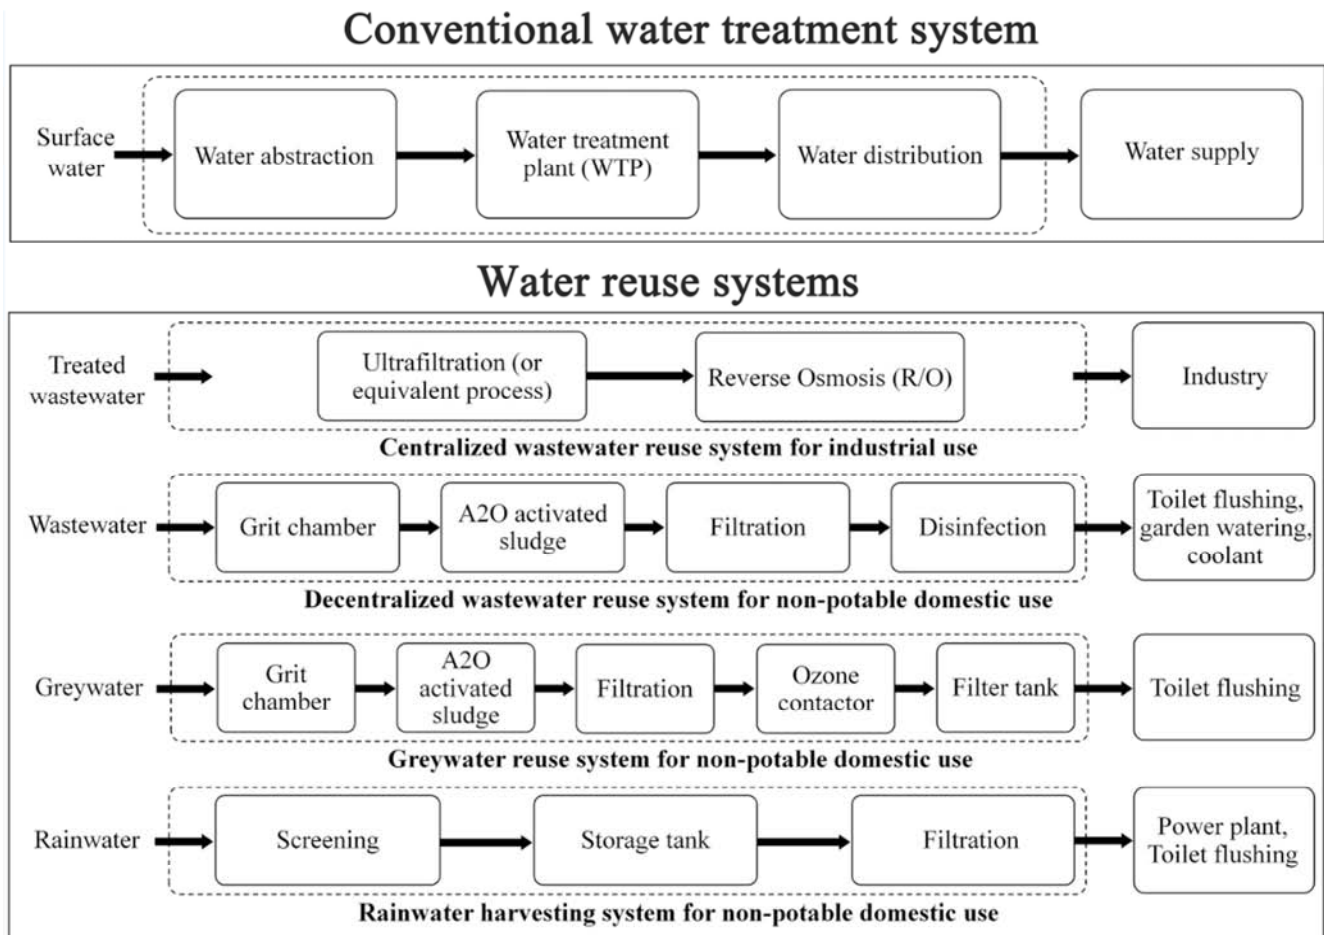 Conventional water treatment system
Surface
water
Water abstraction
Water treatment
plant (WTP)
Water distribution
Water supply
Water reuse systems
Treated
wastewater
Ultrafiltration (or
equivalent process)
Reverse Osmosis (R/O)
Industry
Centralized wastewater reuse system for industrial use
Wastewater
Grit chamber
A2O activated
sludge
Filtration
Disinfection
Toilet flushing,
garden watering,
coolant
Decentralized wastewater reuse system for non-potable domestic use
Greywater
Grit
chamber
A2O
activated
sludge
Filtration
Ozone
contactor
Filter tank
Toilet flushing
Greywater reuse system for non-potable domestic use
Rainwater
Screening
Storage tank
Filtration
Power plant,
Toilet flushing
Rainwater harvesting system for non-potable domestic use